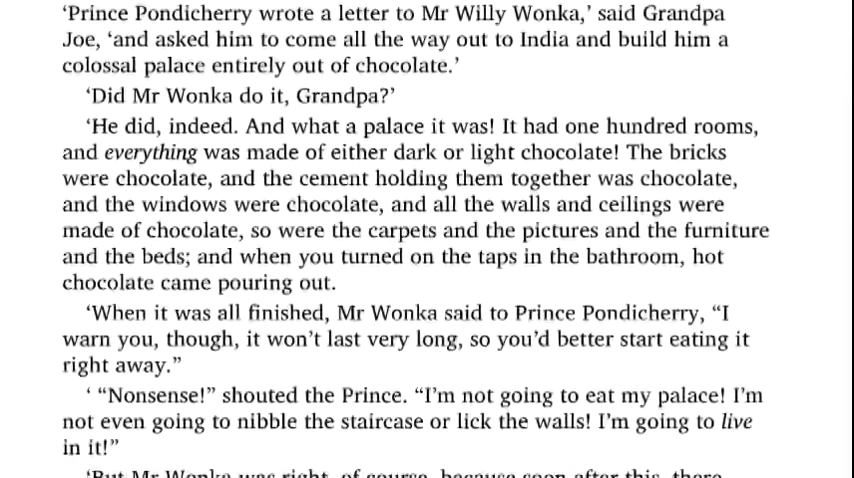 ‘Prince Pondicherry wrote a letter to Mr Willy Wonka,’ said Grandpa
Joe, ‘and asked him to come all the way out to India and build him a
colossal palace entirely out of chocolate.’
‘Did Mr Wonka do it, Grandpa?’
‘He did, indeed. And what a palace it was! It had one hundred rooms,
and everything was made of either dark or light chocolate! The bricks
were chocolate, and the cement holding them together was chocolate,
and the windows were chocolate, and all the walls and ceilings were
made of chocolate, so were the carpets and the pictures and the furniture
and the beds; and when you turned on the taps in the bathroom, hot
chocolate came pouring out.
‘When it was all finished, Mr Wonka said to Prince Pondicherry, “I
warn you, though, it won’t last very long, so you’d better start eating it
right away.”
‘ “Nonsense!” shouted the Prince. “I’m not going to eat my palace! I’m
not even going to nibble the staircase or lick the walls! I’m going to live
in it!”
‘But Mr Wonka was right, of course, because soon after this, there